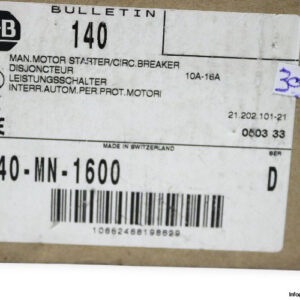 BULLETIN
140
MAN.MOTOR STARTER/CIRC.BREAKER
DISJONCTEUR
LEISTUNGSSCHALTER
INTERR.AUTOM.PER.PROT.MOTORI
10A-16A
21.202.101-21
0503 33
MADE IN SWITZERLAND
SER
40-MN-1600
D